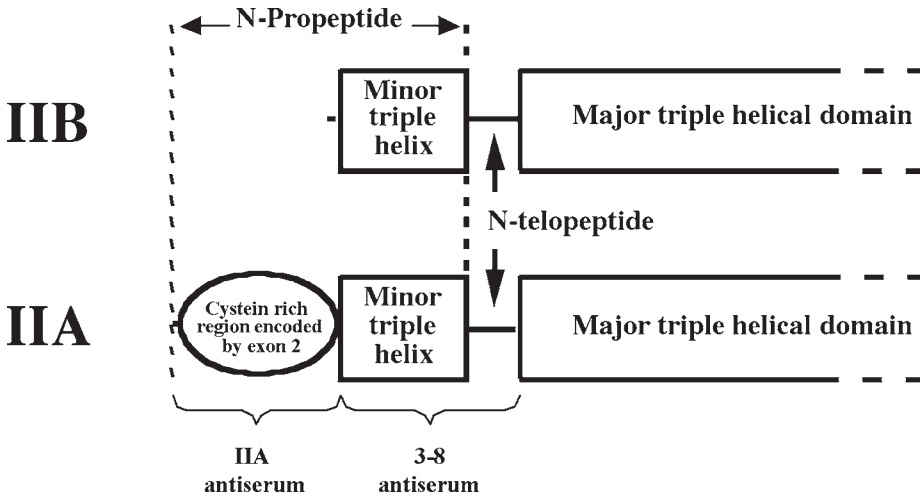 N-Propeptide
IIB
Minor
triple
helix
Major triple helical domain
N-telopeptide
IIA
Cystein rich
region encoded
by exon 2
Minor
triple
helix
Major triple helical domain
IIA
antiserum
3-8
antiserum